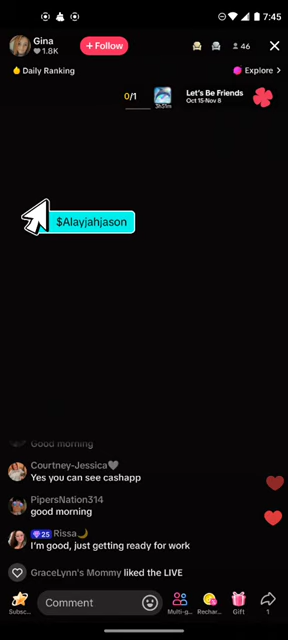 7:45
Gina
1.8K
+ Follow
46
Daily Ranking
Explore >
0/1
3h31m
Let's Be Friends
Oct 15-Nov 8
$Alayjahjason
Good morning
Courtney-Jessica🩶
Yes you can see cashapp
PipersNation314
good morning
25 Rissa🌙
I'm good, just getting ready for work
GraceLynn's Mommy liked the LIVE
Subsc...
Comment
Multi-g...
Rechar...
Gift
1